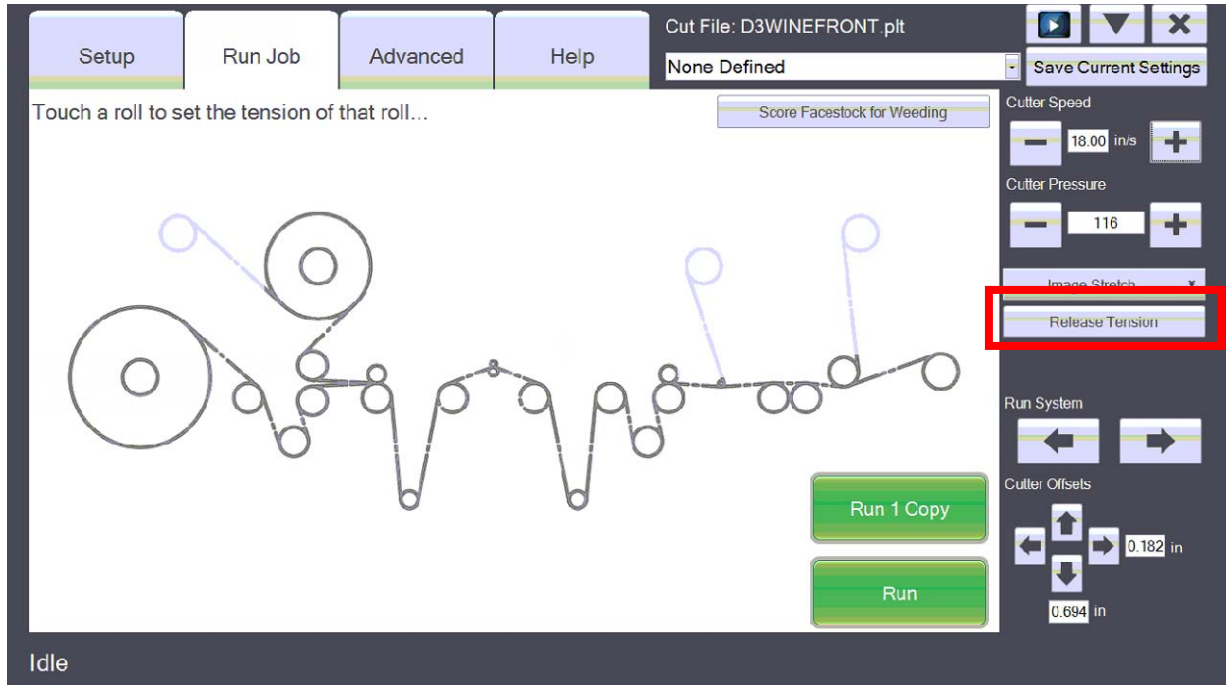 Setup
Run Job
Advanced
Help
Cut File: D3WINEFRONT.plt
None Defined
Save Current Settings
Touch a roll to set the tension of that roll...
Score Facestock for Weeding
Cutter Speed
18.00 in/s
Cutter Pressure
116
Image Stretch
Release Tension
Run System
Cutter Offsets
0.182 in
0.694 in
Run 1 Copy
Run
Idle